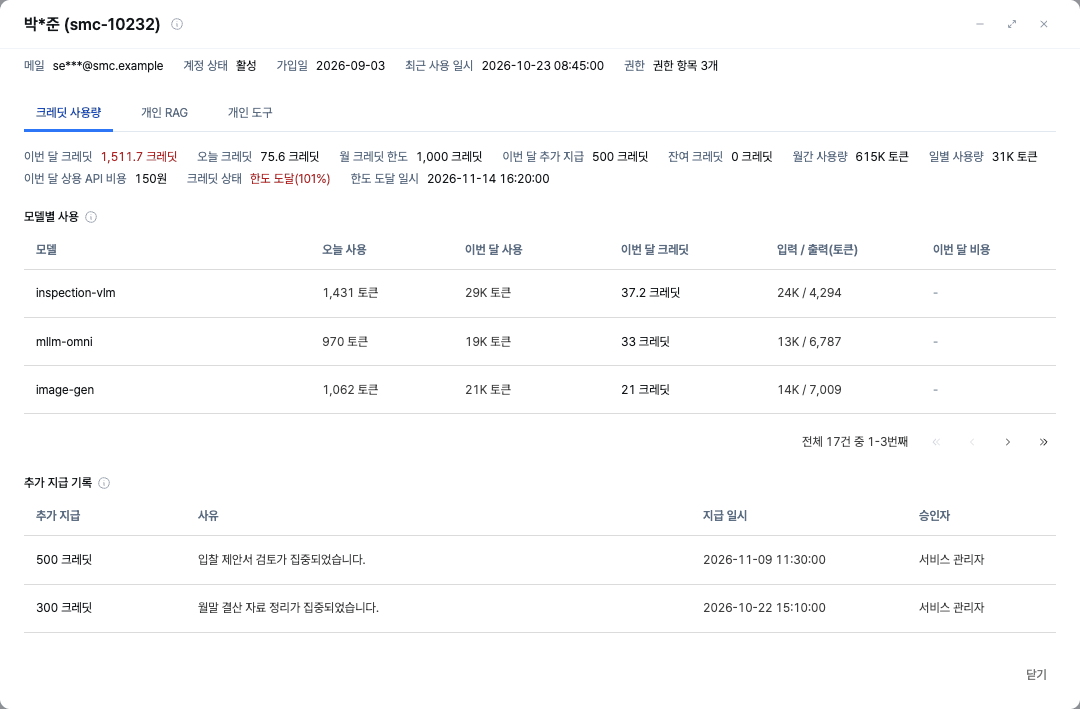 박*준 (smc-10232)
메일 se***@smc.example 계정 상태 활성 가입일 2026-09-03 최근 사용 일시 2026-10-23 08:45:00 권한 권한 항목 3개
크레딧 사용량 개인 RAG 개인 도구
이번 달 크레딧 1,511.7 크레딧 오늘 크레딧 75.6 크레딧 월 크레딧 한도 1,000 크레딧 이번 달 추가 지급 500 크레딧 잔여 크레딧 0 크레딧 월간 사용량 615K 토큰 일별 사용량 31K 토큰
이번 달 상용 API 비용 150원 크레딧 상태 한도 도달(101%) 한도 도달 일시 2026-11-14 16:20:00
모델별 사용
모델 오늘 사용 이번 달 사용 이번 달 크레딧 입력 / 출력(토큰) 이번 달 비용
inspection-vlm 1,431 토큰 29K 토큰 37.2 크레딧 24K / 4,294 -
mllm-omni 970 토큰 19K 토큰 33 크레딧 13K / 6,787 -
image-gen 1,062 토큰 21K 토큰 21 크레딧 14K / 7,009 -
전체 17건 중 1-3번째
추가 지급 기록
추가 지급 사유 지급 일시 승인자
500 크레딧 입찰 제안서 검토가 집중되었습니다. 2026-11-09 11:30:00 서비스 관리자
300 크레딧 월말 결산 자료 정리가 집중되었습니다. 2026-10-22 15:10:00 서비스 관리자
닫기